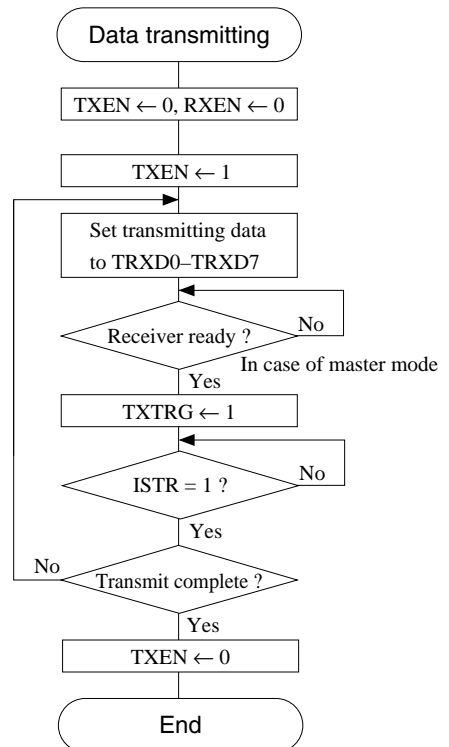 Data transmitting
TXEN ← 0, RXEN ← 0
TXEN ← 1
Set transmitting data
to TRXD0–TRXD7
Receiver ready ?
No
In case of master mode
Yes
TXTRG ← 1
ISTR = 1 ?
No
Yes
No
Transmit complete ?
Yes
TXEN ← 0
End